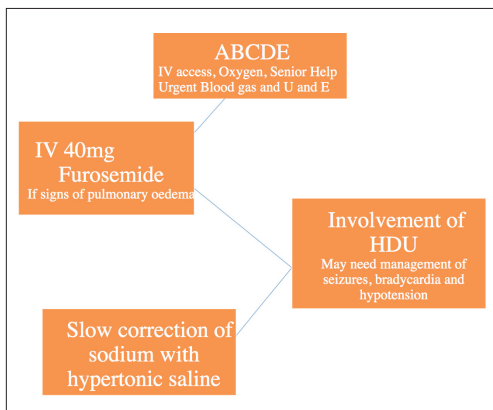 ABCDE
IV access, Oxygen, Senior Help
Urgent Blood gas and U and E
IV 40mg
Furosemide
If signs of pulmonary oedema
Involvement of
HDU
May need management of
seizures, bradycardia and
hypotension
Slow correction of
sodium with
hypertonic saline